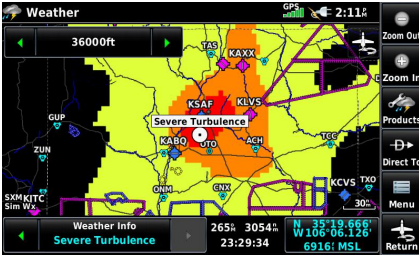 Weather
GPS
2:11
Zoom Out
36000ft
TAS
KAXX
Zoom In
KSAF
KLVS
Products
Severe Turbulence
GUP
KABQ
OTO
ACH
TCC
ZUN
Direct To
ONM
CNX
KCVS
TXO
SXM
KITC
Sim Wx
30
Menu
Weather Info
Severe Turbulence
265
3054
23:29:34
N 35°19.666'
W106°06.126'
6916' MSL
Return